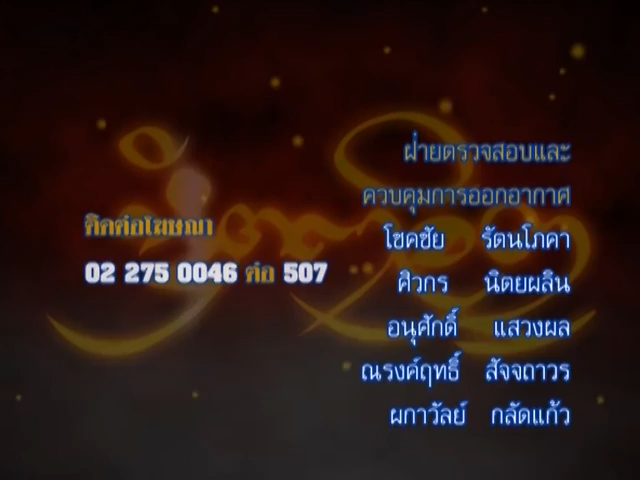 ติดต่อโฆษณา
02 275 0046 ต่อ 507
ฝ่ายตรวจสอบและ
ควบคุมการออกอากาศ
โชคชัย รัตนโภคา
ศิวกร นิตยผลิน
อนุศักดิ์ แสวงผล
ณรงค์ฤทธิ์ สัจจถาวร
ผกาวัลย์ กลัดแก้ว